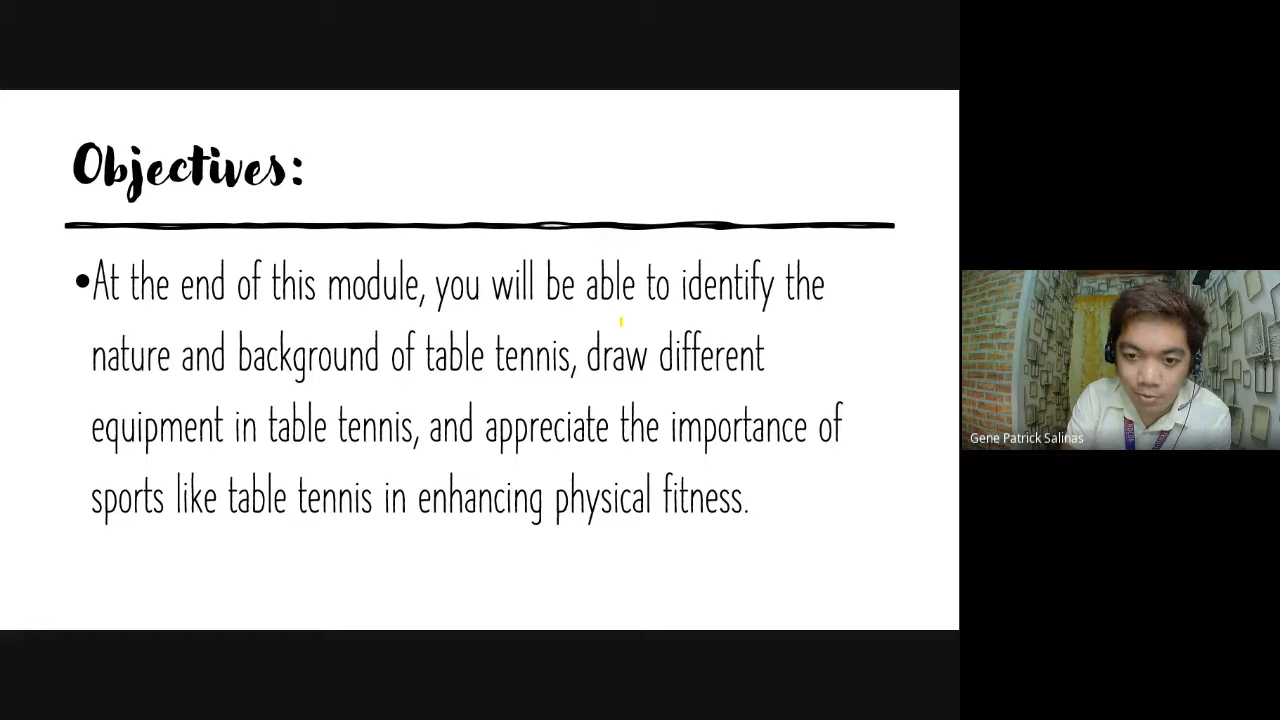 Objectives:
•At the end of this module, you will be able to identify the
nature and background of table tennis, draw different
equipment in table tennis, and appreciate the importance of
sports like table tennis in enhancing physical fitness.
Gene Patrick Salinas